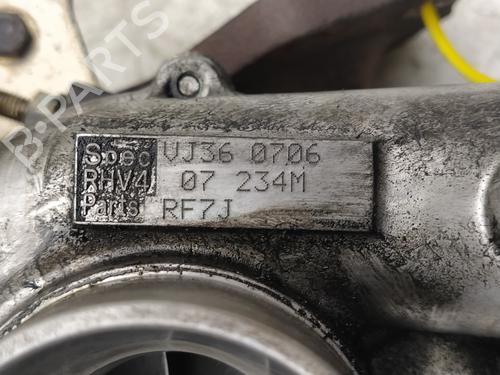 Spec VJ36 0706
RHV4 07 234M
Parts RF7J
B-PARTS